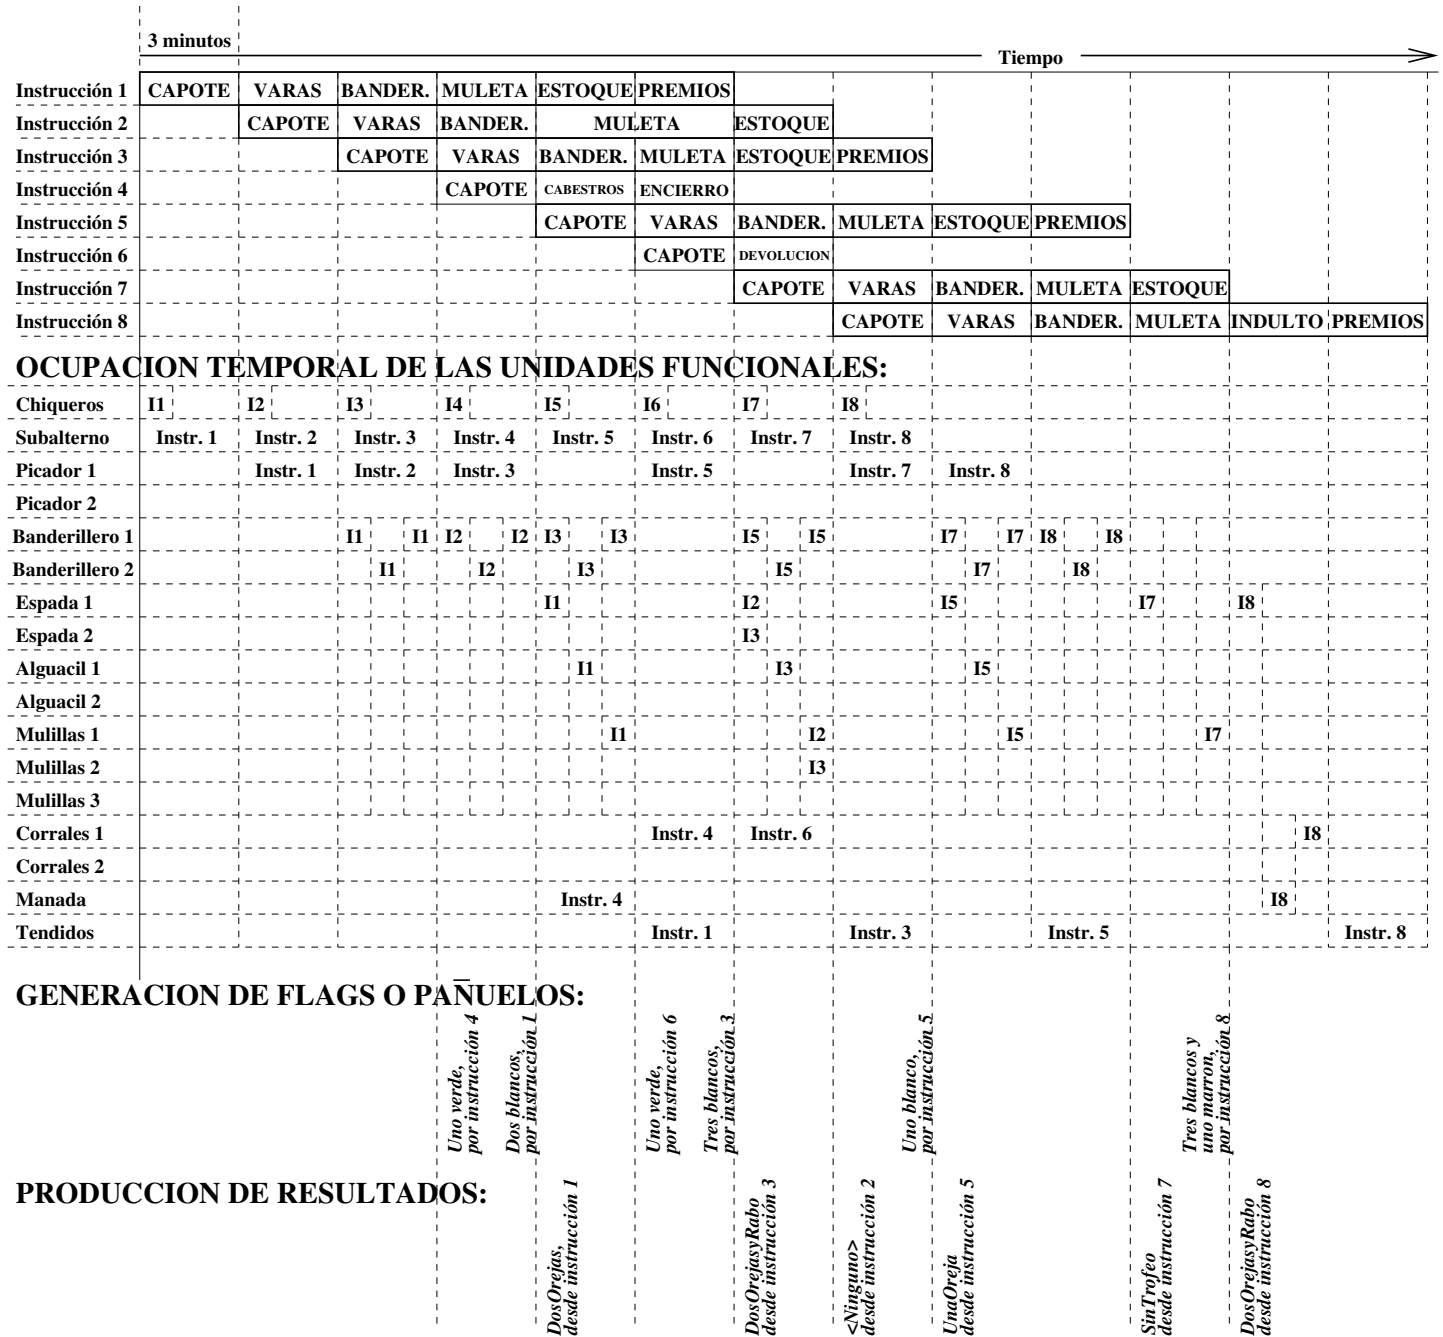 3 minutos
Tiempo
Instrucción 1 CAPOTE VARAS BANDER. MULETA ESTOQUE PREMIOS
Instrucción 2 CAPOTE VARAS BANDER. MULETA ESTOQUE
Instrucción 3 CAPOTE VARAS BANDER. MULETA ESTOQUE PREMIOS
Instrucción 4 CAPOTE CABESTROS ENCIERRO
Instrucción 5 CAPOTE VARAS BANDER. MULETA ESTOQUE PREMIOS
Instrucción 6 CAPOTE DEVOLUCION
Instrucción 7 CAPOTE VARAS BANDER. MULETA ESTOQUE
Instrucción 8 CAPOTE VARAS BANDER. MULETA INDULTO PREMIOS
OCUPACION TEMPORAL DE LAS UNIDADES FUNCIONALES:
Chiqueros I1 I2 I3 I4 I5 I6 I7 I8
Subalterno Instr. 1 Instr. 2 Instr. 3 Instr. 4 Instr. 5 Instr. 6 Instr. 7 Instr. 8
Picador 1 Instr. 1 Instr. 2 Instr. 3 Instr. 5 Instr. 7 Instr. 8
Picador 2
Banderillero 1 I1 I1 I2 I2 I3 I3 I5 I5 I7 I7 I8 I8
Banderillero 2 I1 I2 I3 I5 I7 I8
Espada 1 I1 I2 I5 I7 I8
Espada 2 I3
Alguacil 1 I1 I3 I5
Alguacil 2
Mulillas 1 I1 I2 I5 I7
Mulillas 2 I3
Mulillas 3
Corrales 1 Instr. 4 Instr. 6 I8
Corrales 2
Manada Instr. 4 I8
Tendidos Instr. 1 Instr. 3 Instr. 5 Instr. 8
GENERACION DE FLAGS O PAÑUELOS:
Uno verde,
por instrucción 4
Dos blancos,
por instrucción 1
Uno verde,
por instrucción 6
Tres blancos,
por instrucción 3
Uno blanco,
por instrucción 5
Tres blancos y
uno marron,
por instrucción 8
PRODUCCION DE RESULTADOS:
DosOrejas,
desde instrucción 1
DosOrejasyRabo
desde instrucción 3
<Ninguno>
desde instrucción 2
UnaOreja
desde instrucción 5
SinTrofeo
desde instrucción 7
DosOrejasyRabo
desde instrucción 8